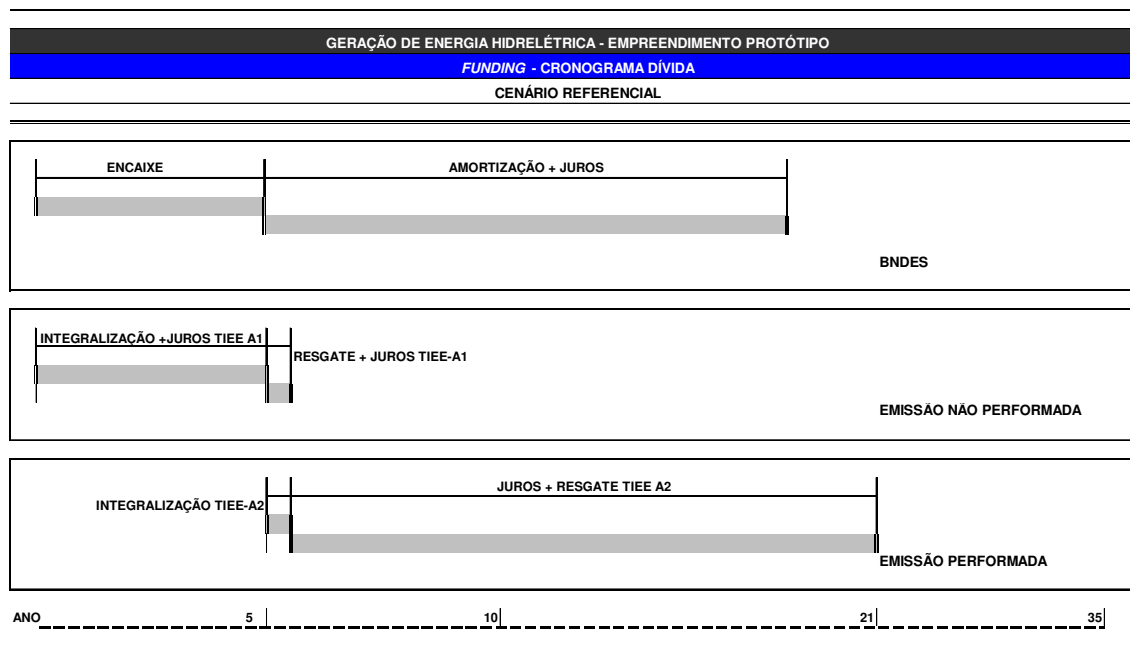 GERAÇÃO DE ENERGIA HIDRELÉTRICA - EMPREENDIMENTO PROTÓTIPO
FUNDING - CRONOGRAMA DÍVIDA
CENÁRIO REFERENCIAL
ENCAIXE AMORTIZAÇÃO + JUROS
BNDES
INTEGRALIZAÇÃO +JUROS TIEE A1
RESGATE + JUROS TIEE-A1
EMISSÃO NÃO PERFORMADA
JUROS + RESGATE TIEE A2
INTEGRALIZAÇÃO TIEE-A2
EMISSÃO PERFORMADA
ANO 5 10 21 35